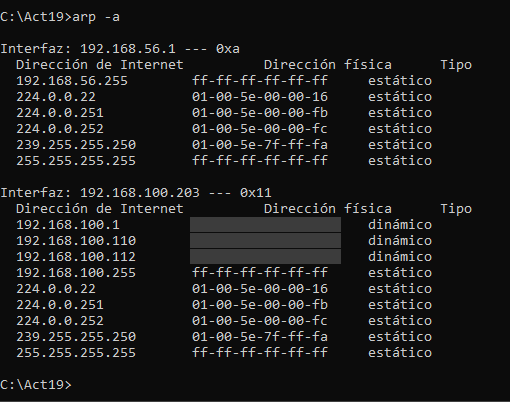 C:\Act19>arp -a
Interfaz: 192.168.56.1 --- 0xa
Dirección de Internet Dirección física Tipo
192.168.56.255 ff-ff-ff-ff-ff-ff estático
224.0.0.22 01-00-5e-00-00-16 estático
224.0.0.251 01-00-5e-00-00-fb estático
224.0.0.252 01-00-5e-00-00-fc estático
239.255.255.250 01-00-5e-7f-ff-fa estático
255.255.255.255 ff-ff-ff-ff-ff-ff estático
Interfaz: 192.168.100.203 --- 0x11
Dirección de Internet Dirección física Tipo
192.168.100.1 dinámico
192.168.100.110 dinámico
192.168.100.112 dinámico
192.168.100.255 ff-ff-ff-ff-ff-ff estático
224.0.0.22 01-00-5e-00-00-16 estático
224.0.0.251 01-00-5e-00-00-fb estático
224.0.0.252 01-00-5e-00-00-fc estático
239.255.255.250 01-00-5e-7f-ff-fa estático
255.255.255.255 ff-ff-ff-ff-ff-ff estático
C:\Act19>